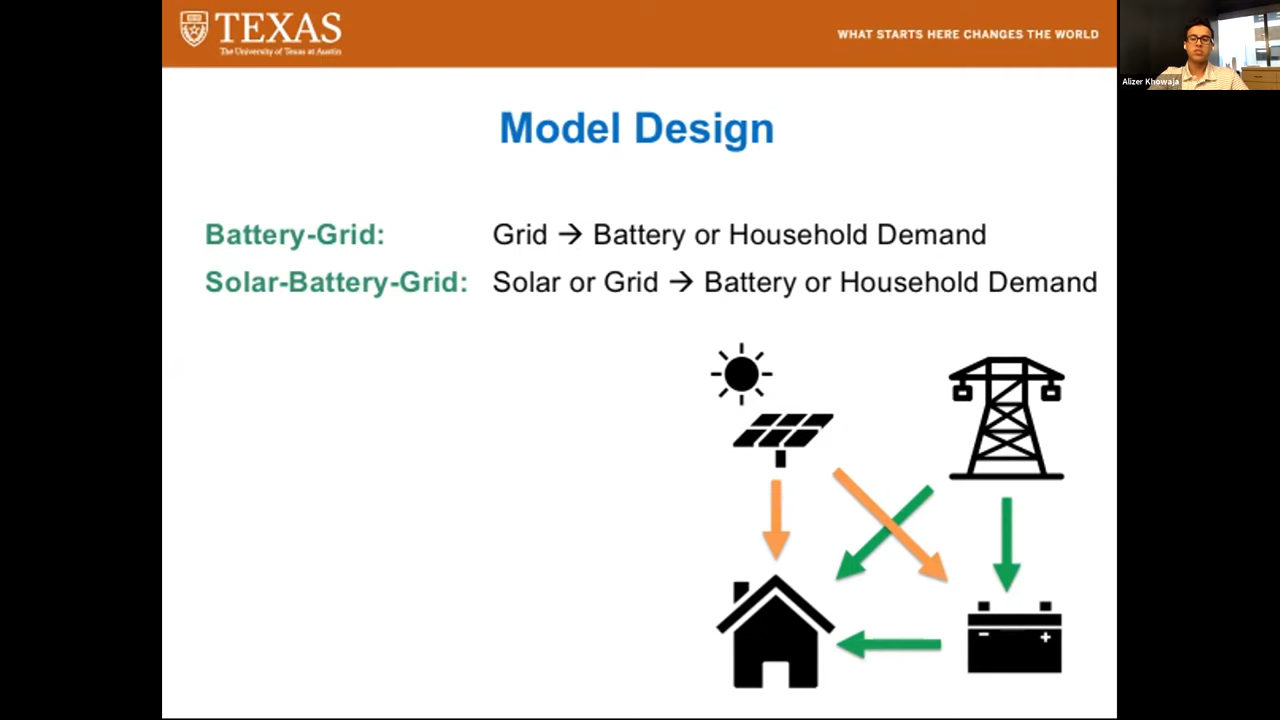 TEXAS
The University of Texas at Austin
WHAT STARTS HERE CHANGES THE WORLD
Alizer Khowaja
Model Design
Battery-Grid: Grid → Battery or Household Demand
Solar-Battery-Grid: Solar or Grid → Battery or Household Demand
- +